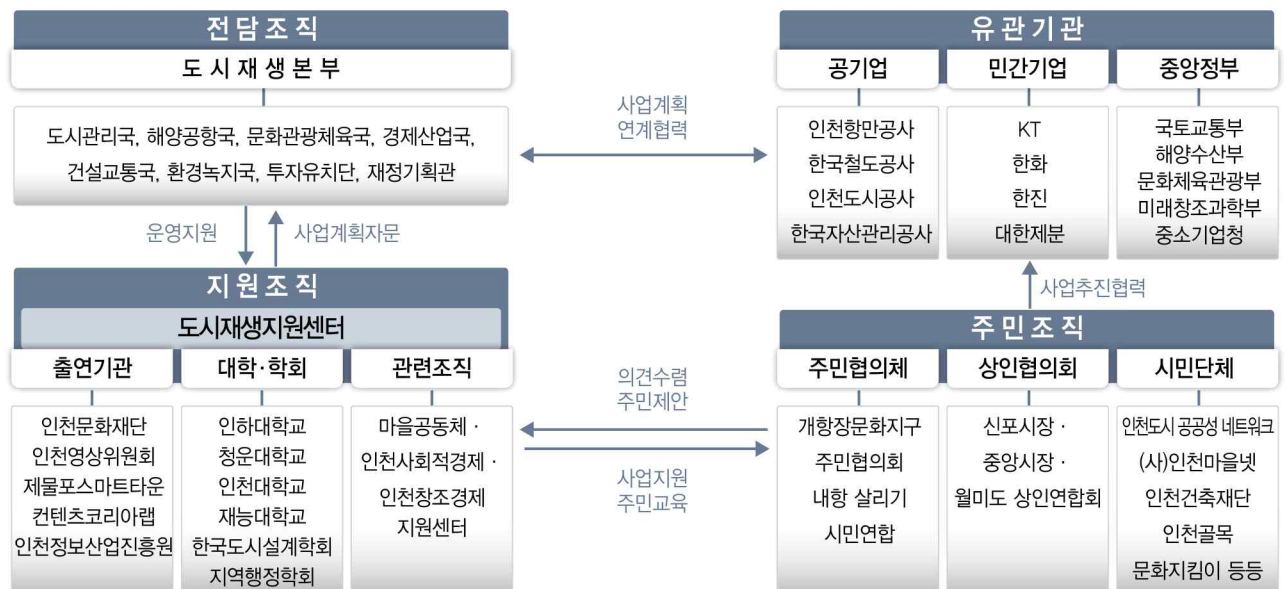 전담조직
도시재생본부
도시관리국, 해양공항국, 문화관광체육국, 경제산업국,
건설교통국, 환경녹지국, 투자유치단, 재정기획관
사업계획
연계협력
유관기관
공기업
인천항만공사
한국철도공사
인천도시공사
한국자산관리공사
민간기업
KT
한화
한진
대한제분
중앙정부
국토교통부
해양수산부
문화체육관광부
미래창조과학부
중소기업청
운영지원
사업계획자문
사업추진협력
지원조직
도시재생지원센터
출연기관
인천문화재단
인천영상위원회
제물포스마트타운
컨텐츠코리아랩
인천정보산업진흥원
대학·학회
인하대학교
청운대학교
인천대학교
재능대학교
한국도시설계학회
지역행정학회
관련조직
마을공동체 ·
인천사회적경제 ·
인천창조경제
지원센터
의견수렴
주민제안
사업지원
주민교육
주민조직
주민협의체
개항장문화지구
주민협의회
내항 살리기
시민연합
상인협의회
신포시장 ·
중앙시장 ·
월미도 상인연합회
시민단체
인천도시 공공성 네트워크
(사)인천마을넷
인천건축재단
인천골목
문화지킴이 등등